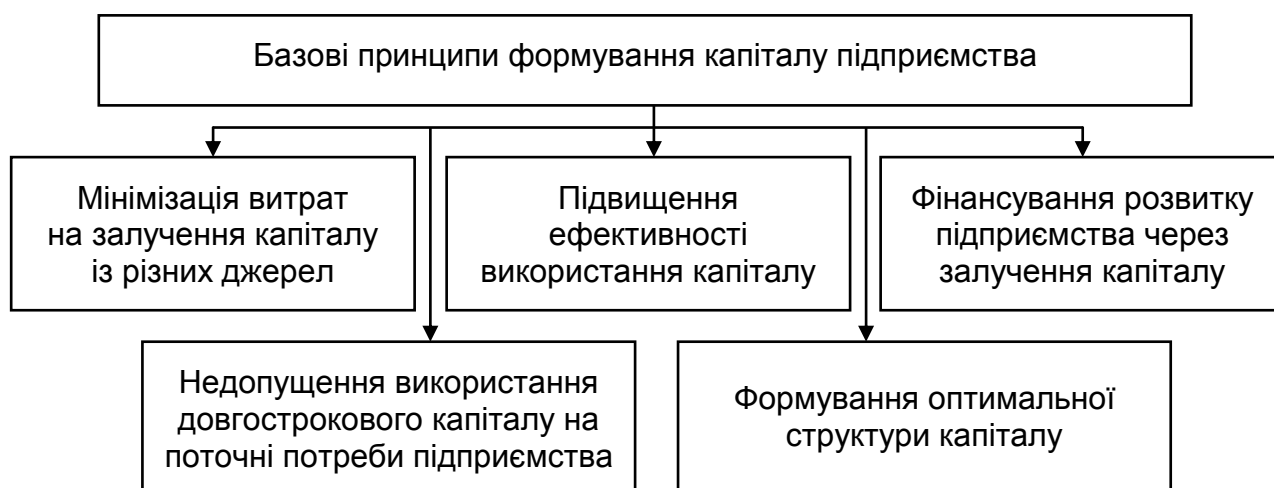 Базові принципи формування капіталу підприємства
Мінімізація витрат
на залучення капіталу
із різних джерел
Підвищення
ефективності
використання капіталу
Фінансування розвитку
підприємства через
залучення капіталу
Недопущення використання
довгострокового капіталу на
поточні потреби підприємства
Формування оптимальної
структури капіталу